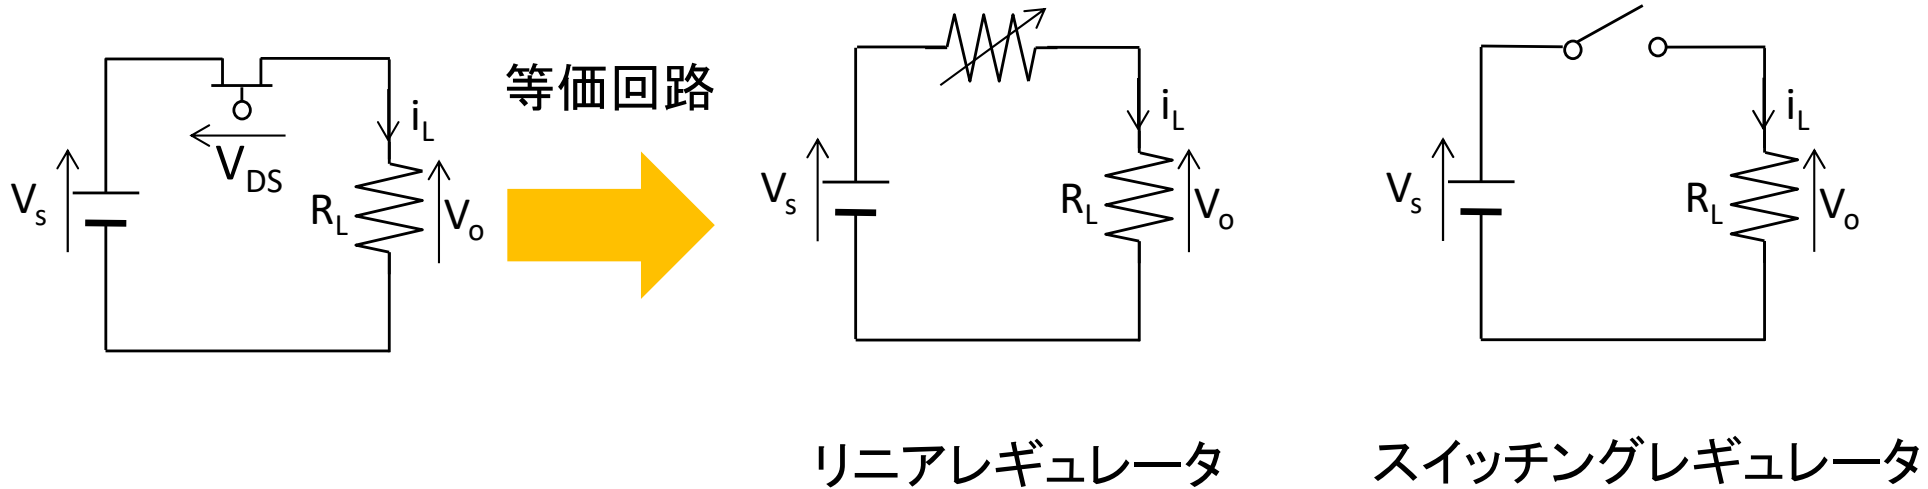 等価回路
V_s
V_DS
i_L
R_L
V_o
V_s
i_L
R_L
V_o
V_s
i_L
R_L
V_o
リニアレギュレータ
スイッチングレギュレータ